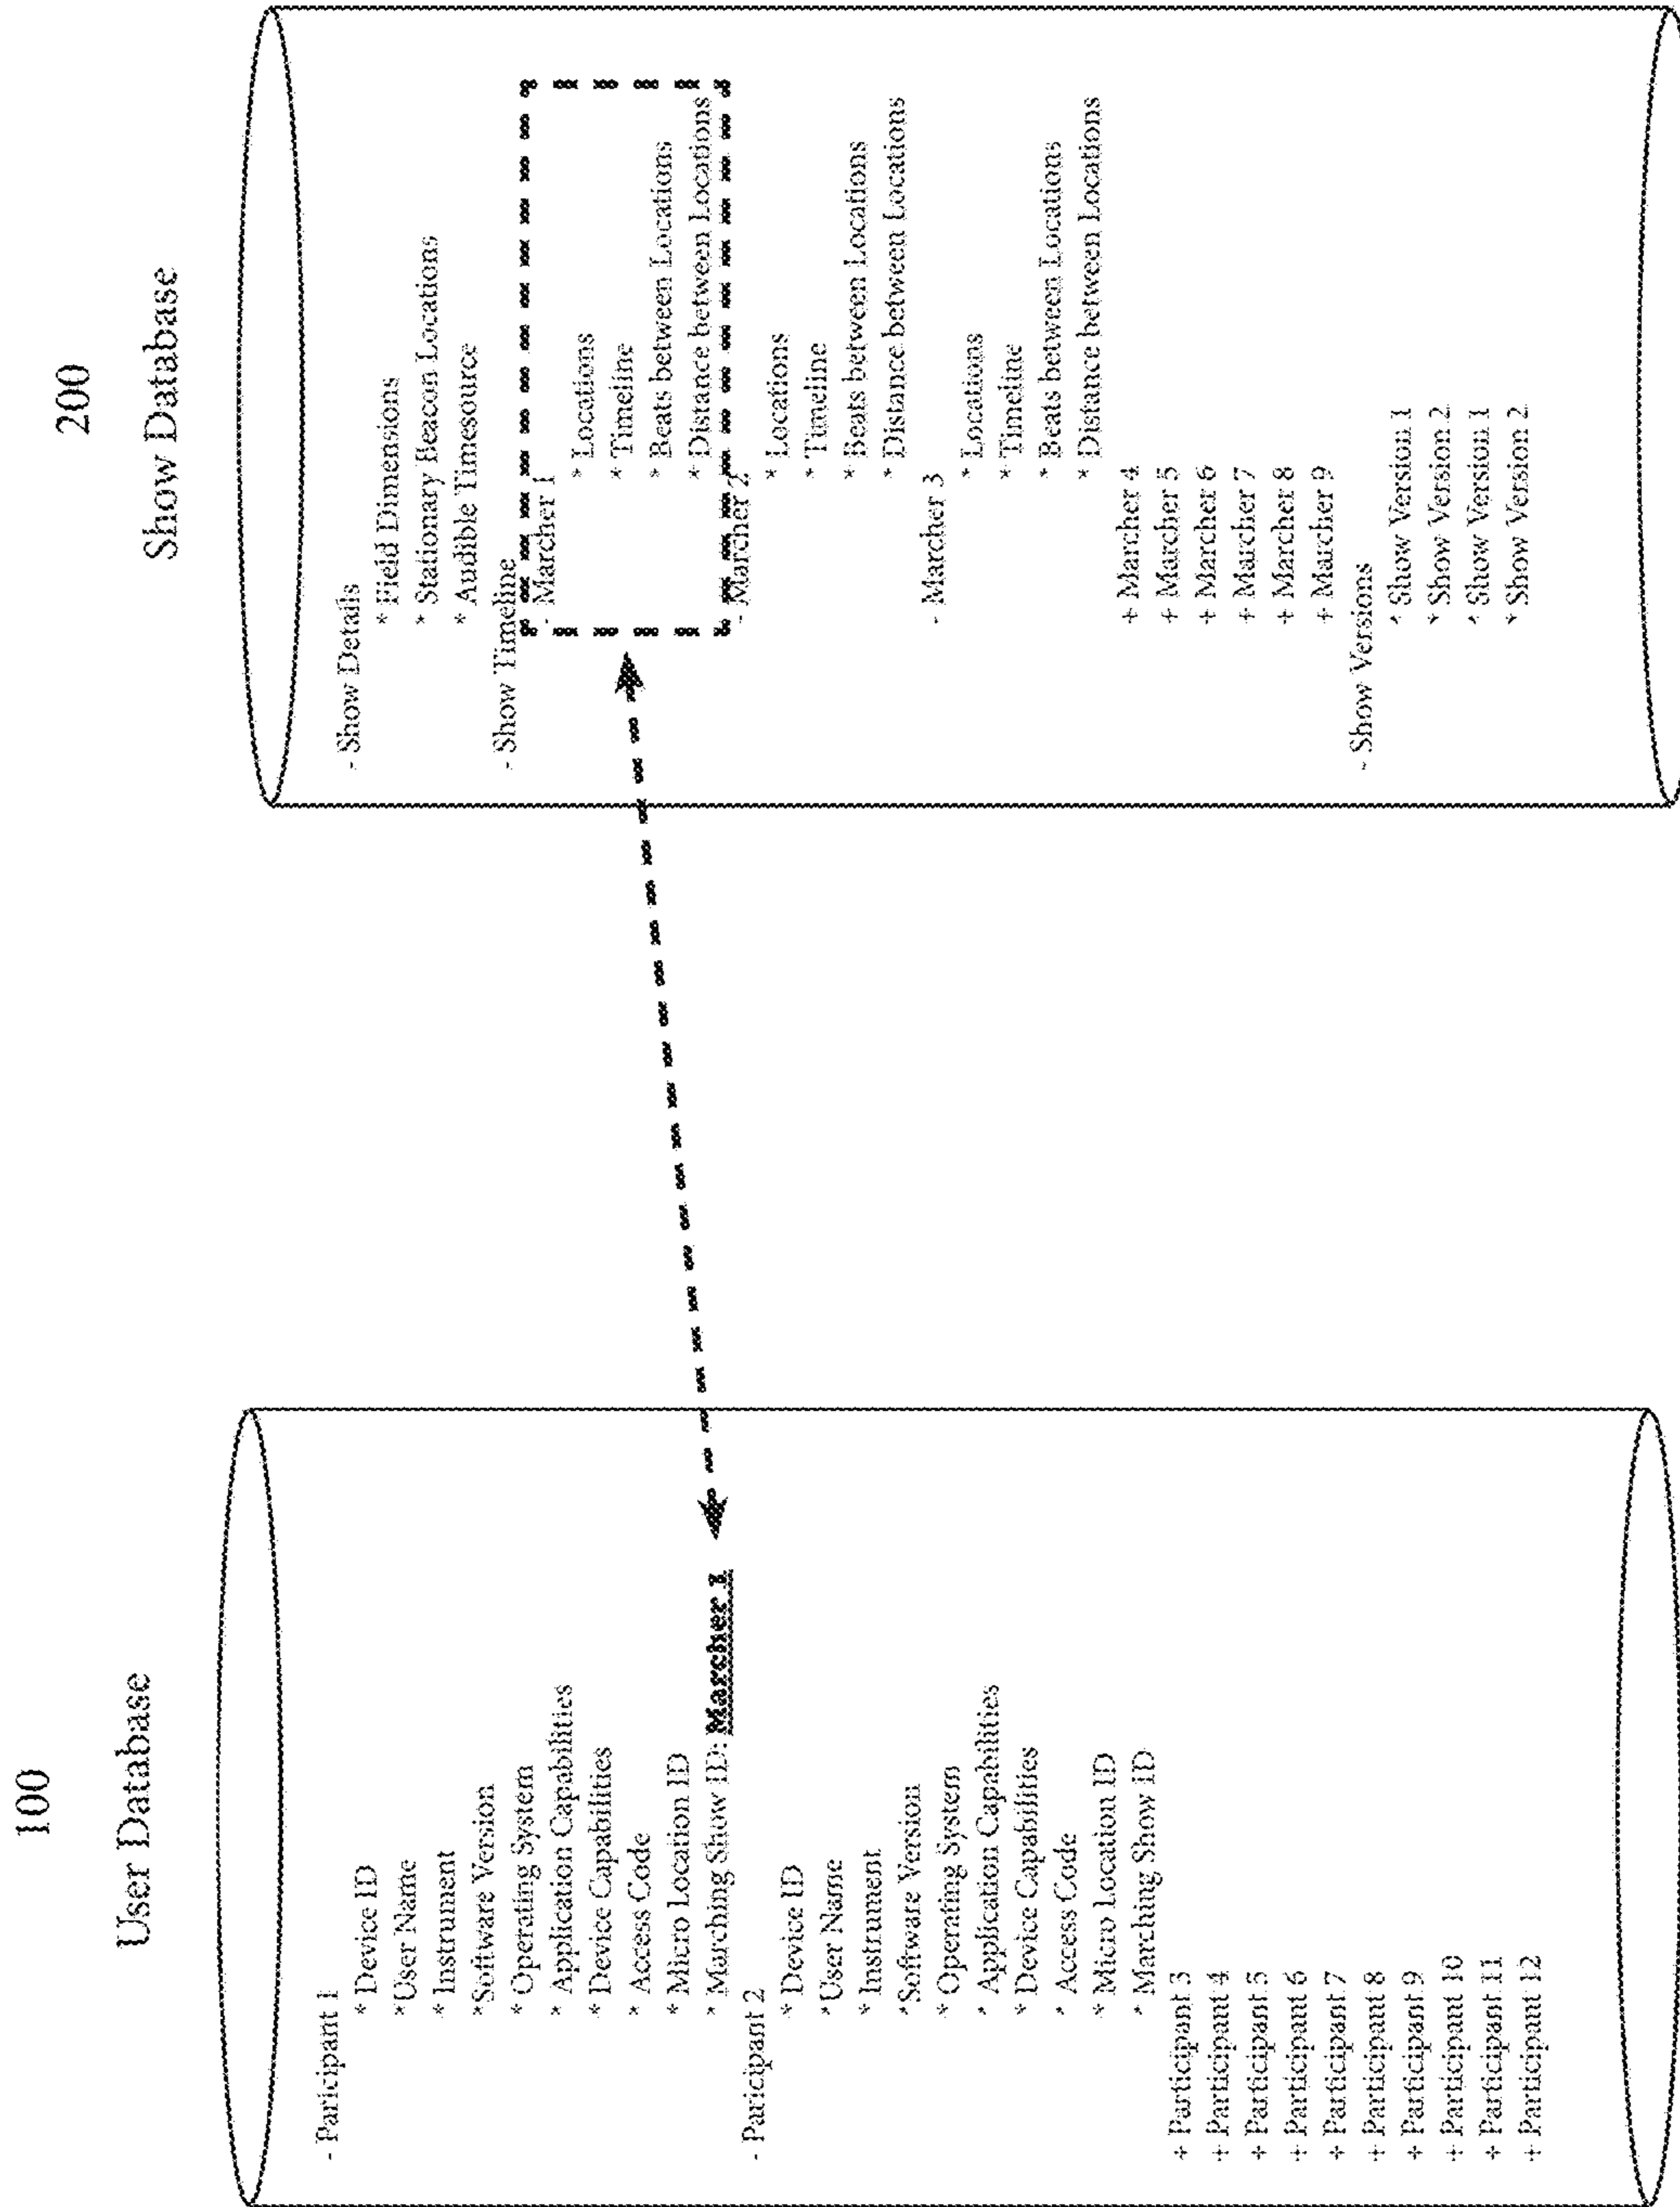 100
User Database
- Participant 1
* Device ID
*User Name
* Instrument
*Software Version
* Operating System
* Application Capabilities
* Device Capabilities
* Access Code
* Micro Location ID
* Marching Show ID: Marcher 1
- Participant 2
* Device ID
*User Name
* Instrument
*Software Version
* Operating System
* Application Capabilities
* Device Capabilities
* Access Code
* Micro Location ID
* Marching Show ID
+ Participant 3
+ Participant 4
+ Participant 5
+ Participant 6
+ Participant 7
+ Participant 8
+ Participant 9
+ Participant 10
+ Participant 11
+ Participant 12
200
Show Database
- Show Details
* Field Dimensions
* Stationary Beacon Locations
* Audible Timesource
- Show Timeline
- Marcher 1
* Locations
* Timeline
* Beats between Locations
* Distance between Locations
- Marcher 2
* Locations
* Timeline
* Beats between Locations
* Distance between Locations
- Marcher 3
* Locations
* Timeline
* Beats between Locations
* Distance between Locations
+ Marcher 4
+ Marcher 5
+ Marcher 6
+ Marcher 7
+ Marcher 8
+ Marcher 9
- Show Versions
* Show Version 1
* Show Version 2
* Show Version 1
* Show Version 2